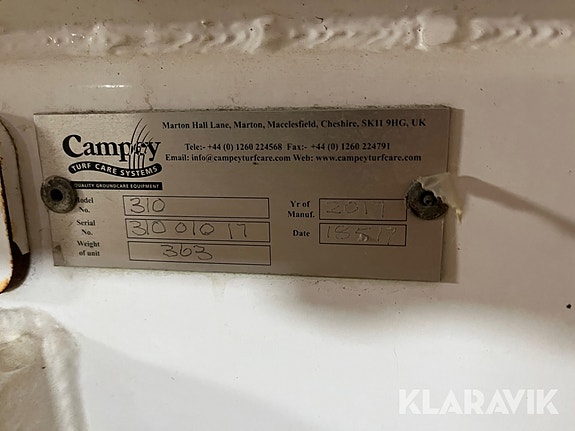 Marton Hall Lane, Marton, Macclesfield, Cheshire, SK11 9HG, UK
Campey
TURF CARE SYSTEMS
QUALITY GROUNDCARE EQUIPMENT
Tele:- +44 (0) 1260 224568 Fax:- +44 (0) 1260 224791
Email: info@campeyturfcare.com Web: www.campeyturfcare.com
Model No. 310
Yr of Manuf. 2017
Serial No. 310 01017
Date
Weight of unit 363
KLARAVIK